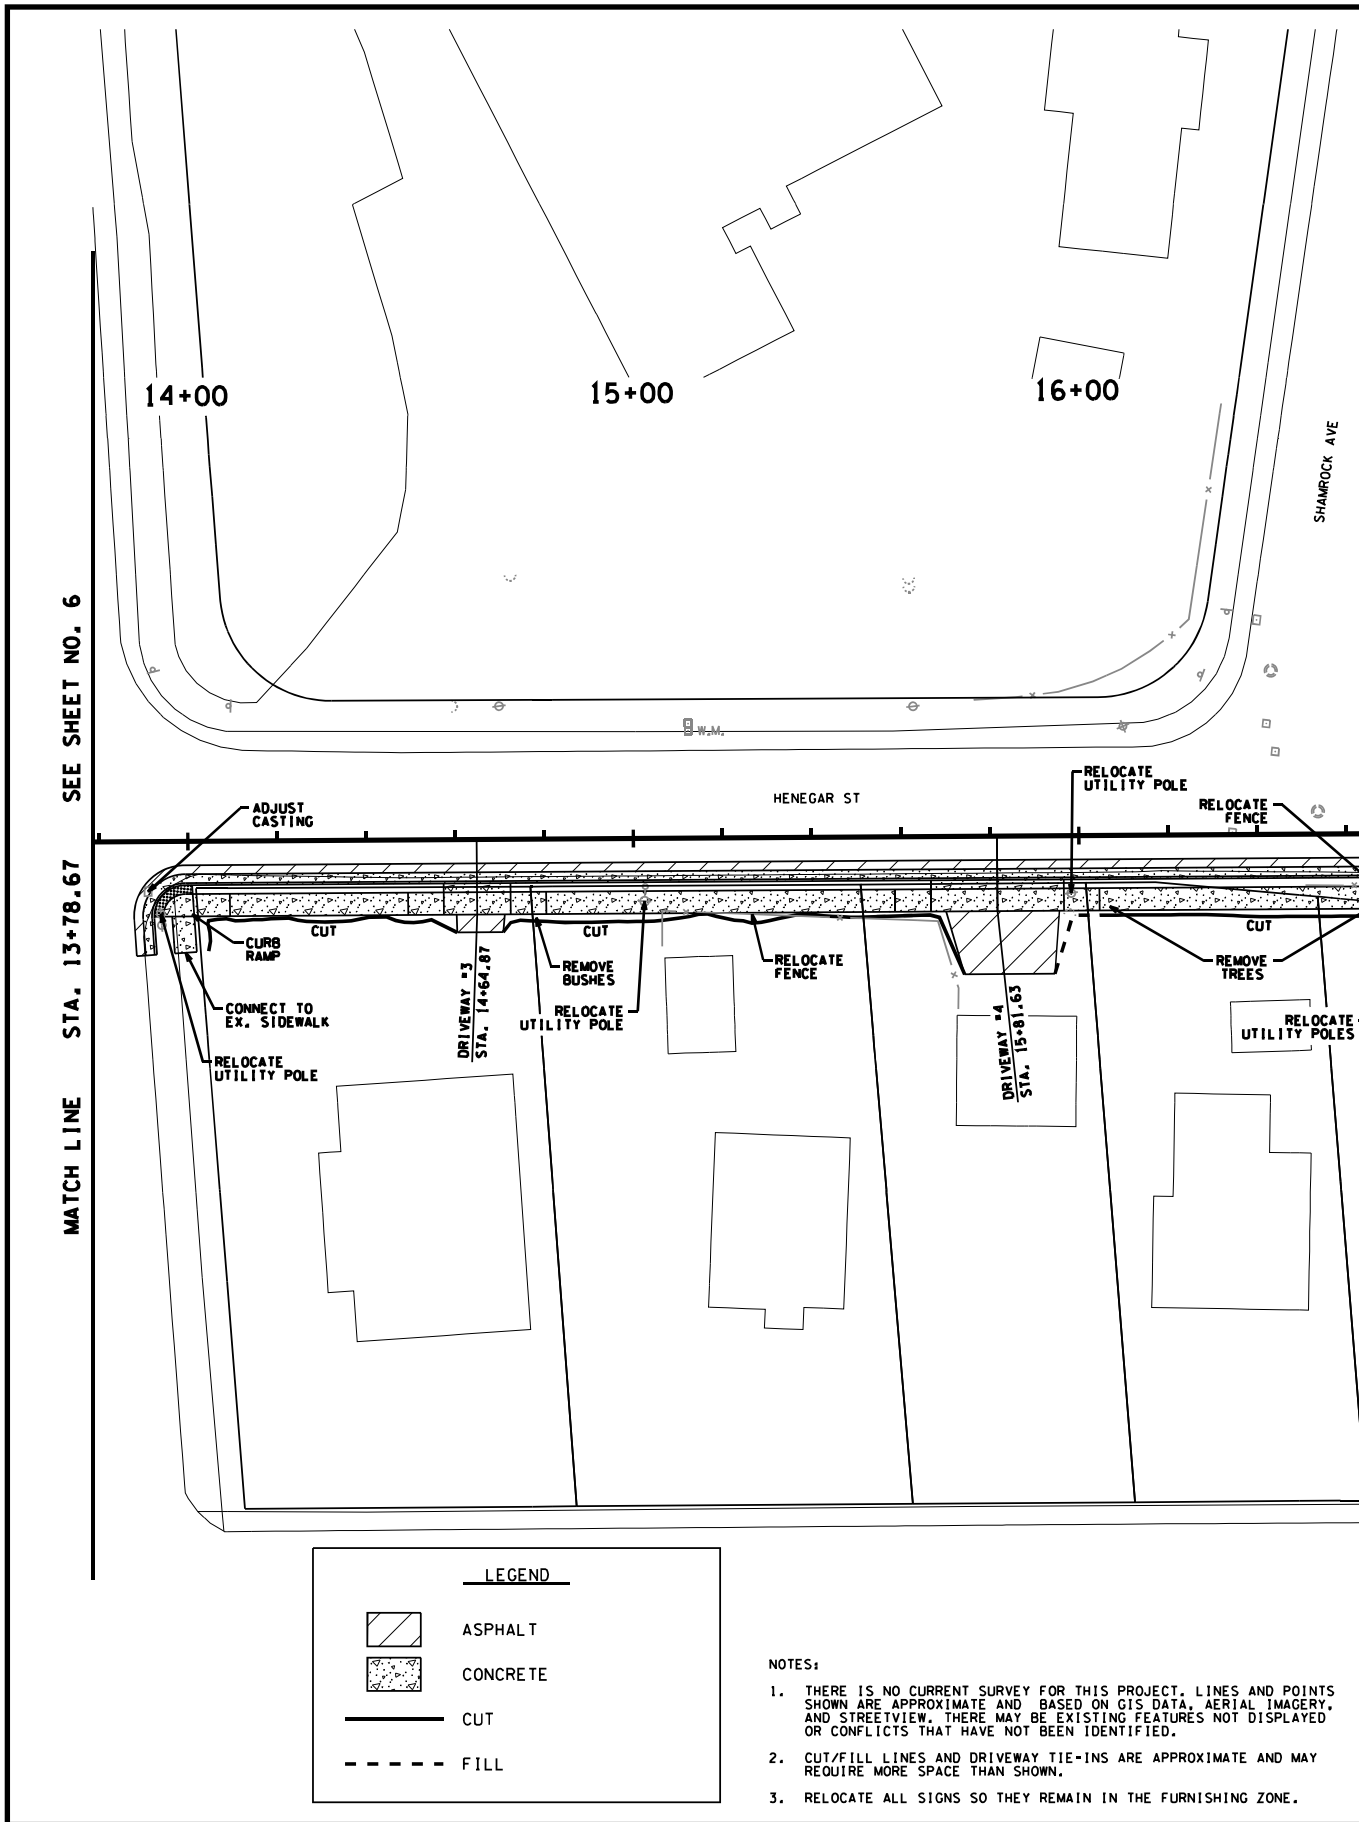 14+00
15+00
16+00
SHAMROCK AVE
MATCH LINE STA. 13+78.67 SEE SHEET NO. 6
W.M.
HENEGAR ST
RELOCATE
UTILITY POLE
RELOCATE
FENCE
ADJUST
CASTING
CUT
CUT
CUT
CURB
RAMP
CONNECT TO
EX. SIDEWALK
RELOCATE
UTILITY POLE
DRIVEWAY #3
STA. 14+64.87
REMOVE
BUSHES
RELOCATE
UTILITY POLE
RELOCATE
FENCE
DRIVEWAY #4
STA. 15+81.63
REMOVE
TREES
RELOCATE
UTILITY POLES
LEGEND
ASPHALT
CONCRETE
CUT
FILL
NOTES:
1. THERE IS NO CURRENT SURVEY FOR THIS PROJECT. LINES AND POINTS
SHOWN ARE APPROXIMATE AND BASED ON GIS DATA, AERIAL IMAGERY,
AND STREETVIEW. THERE MAY BE EXISTING FEATURES NOT DISPLAYED
OR CONFLICTS THAT HAVE NOT BEEN IDENTIFIED.
2. CUT/FILL LINES AND DRIVEWAY TIE-INS ARE APPROXIMATE AND MAY
REQUIRE MORE SPACE THAN SHOWN.
3. RELOCATE ALL SIGNS SO THEY REMAIN IN THE FURNISHING ZONE.